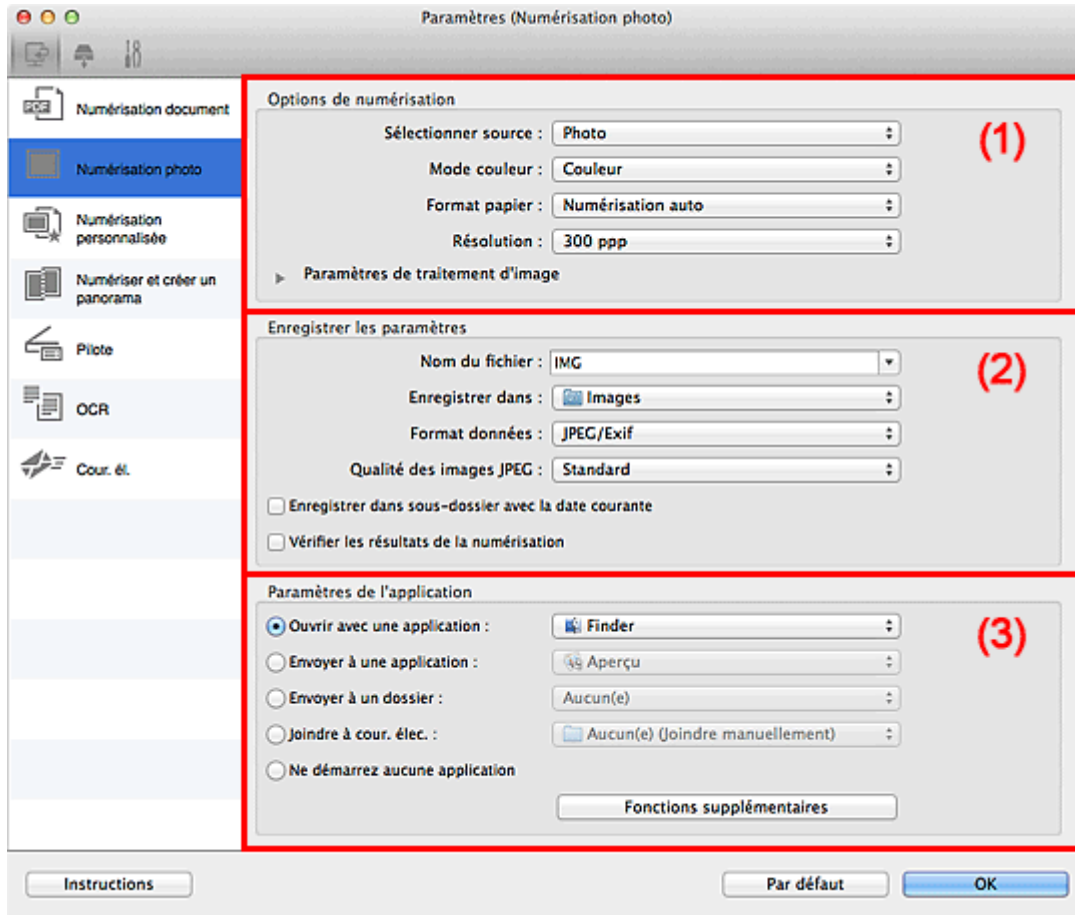 Paramètres (Numérisation photo)
PDF
Numérisation document
Numérisation photo
Numérisation
personnalisée
Numériser et créer un
panorama
Pilote
OCR
Cour. él.
Options de numérisation
(1)
Sélectionner source : Photo
Mode couleur : Couleur
Format papier : Numérisation auto
Résolution : 300 ppp
Paramètres de traitement d'image
Enregistrer les paramètres
(2)
Nom du fichier : IMG
Enregistrer dans : Images
Format données : JPEG/Exif
Qualité des images JPEG : Standard
Enregistrer dans sous-dossier avec la date courante
Vérifier les résultats de la numérisation
Paramètres de l'application
(3)
Ouvrir avec une application : Finder
Envoyer à une application : Aperçu
Envoyer à un dossier : Aucun(e)
Joindre à cour. élec. : Aucun(e) (Joindre manuellement)
Ne démarrez aucune application
Fonctions supplémentaires
Instructions
Par défaut
OK